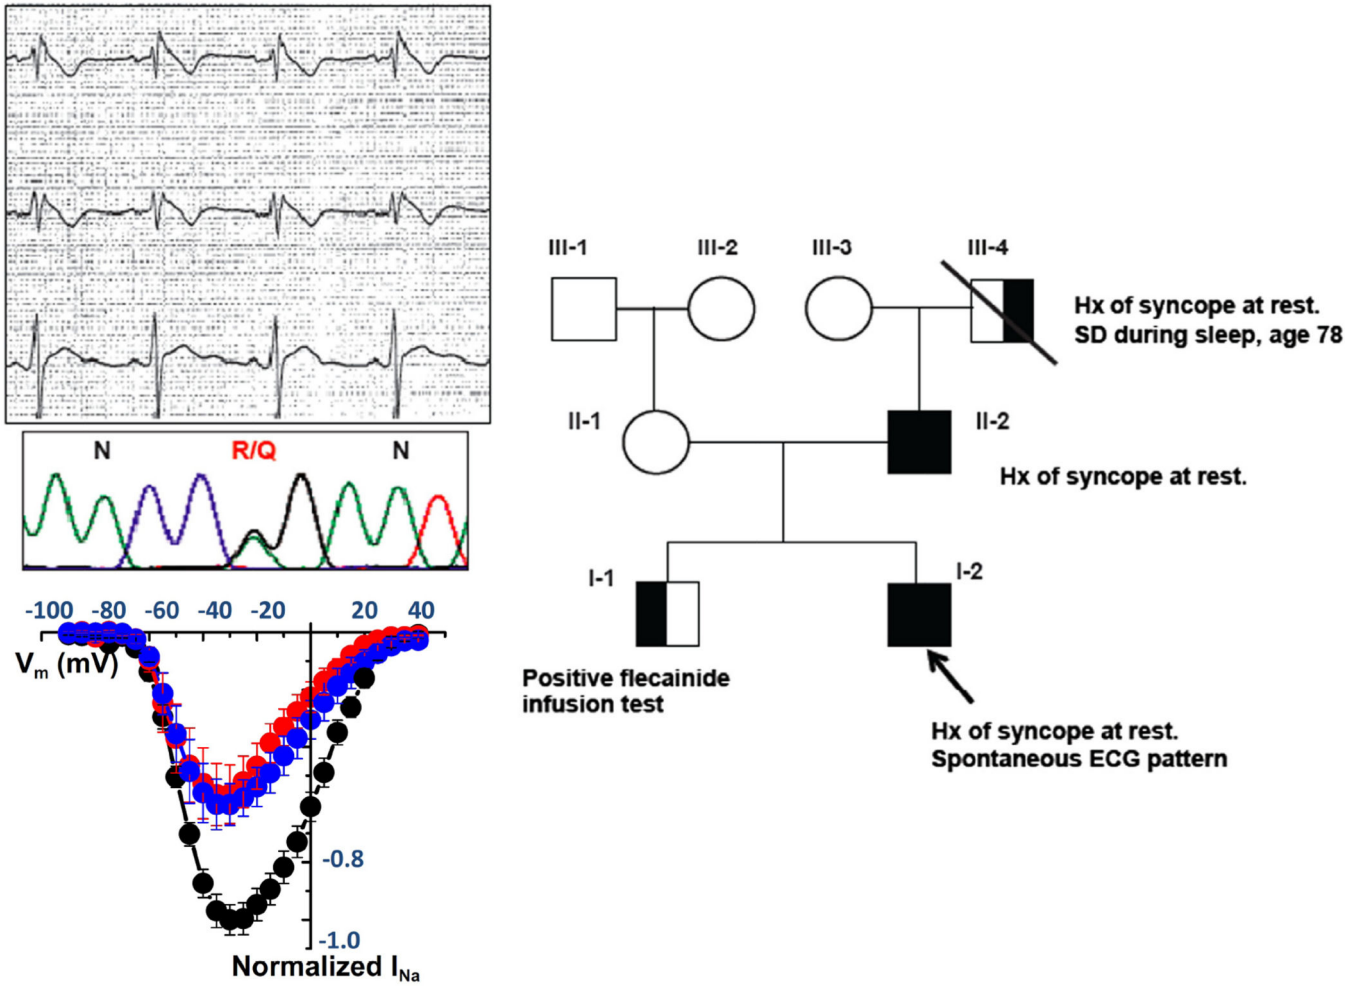 N R/Q N
-100 -80 -60 -40 -20 20 40
Vm (mV)
-0.8
-1.0
Normalized INa
III-1 III-2 III-3 III-4
Hx of syncope at rest.
SD during sleep, age 78
II-1 II-2
Hx of syncope at rest.
I-1 I-2
Positive flecainide
infusion test
Hx of syncope at rest.
Spontaneous ECG pattern